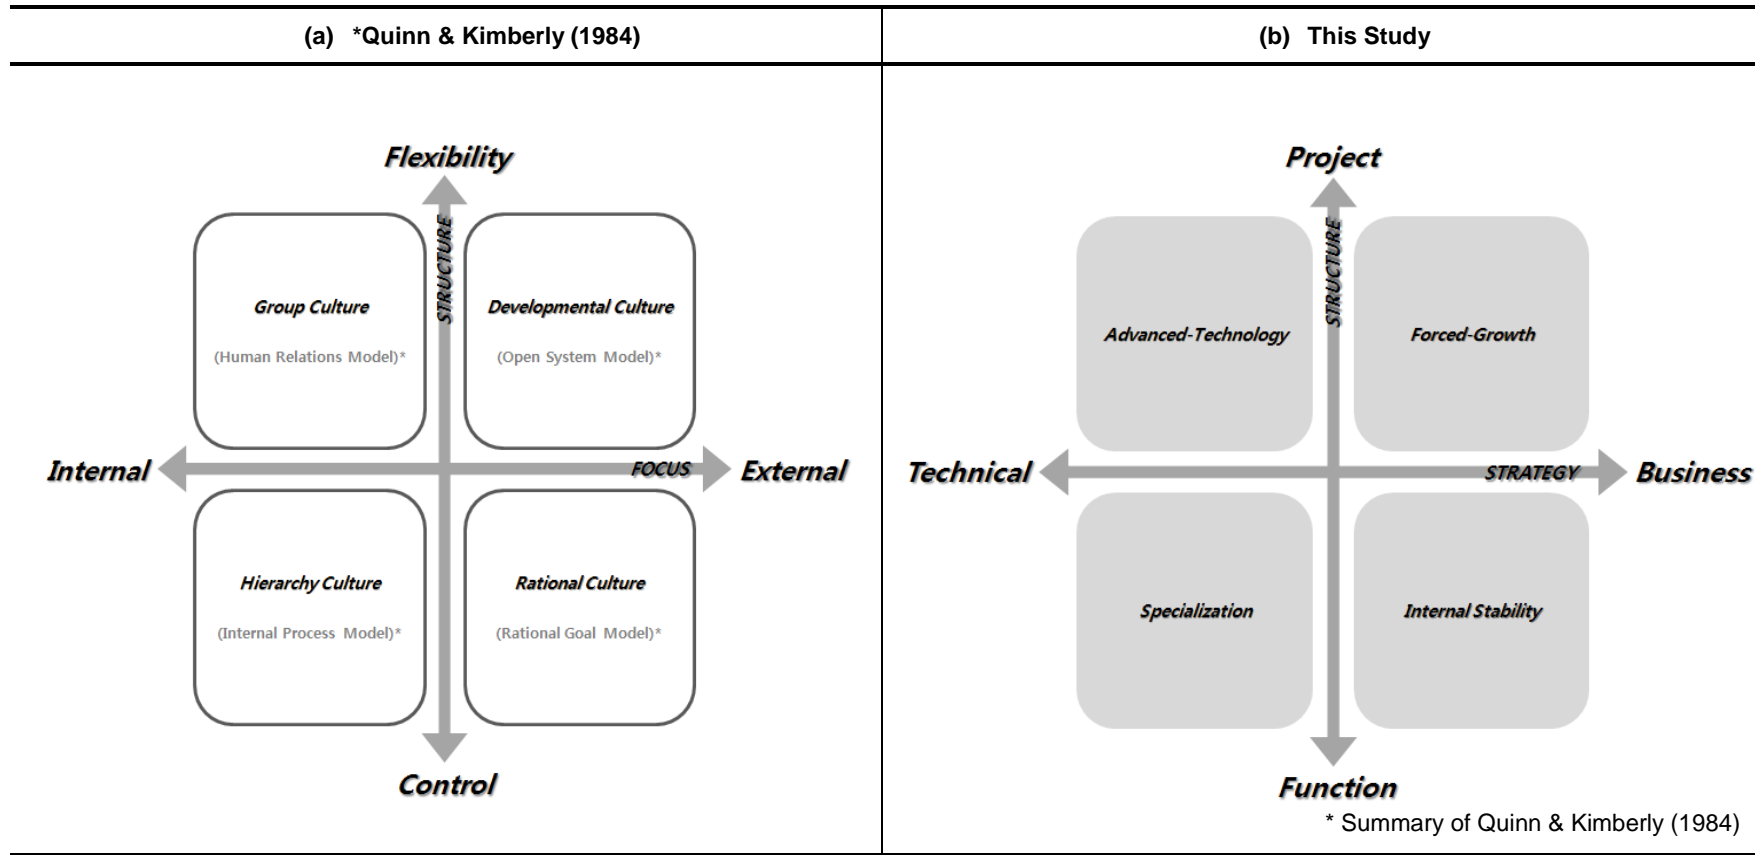 (a) *Quinn & Kimberly (1984)
(b) This Study
Flexibility
STRUCTURE
Group Culture
(Human Relations Model)*
Developmental Culture
(Open System Model)*
Internal
FOCUS
External
Hierarchy Culture
(Internal Process Model)*
Rational Culture
(Rational Goal Model)*
Control
Project
STRUCTURE
Advanced-Technology
Forced-Growth
Technical
STRATEGY
Business
Specialization
Internal Stability
Function
* Summary of Quinn & Kimberly (1984)